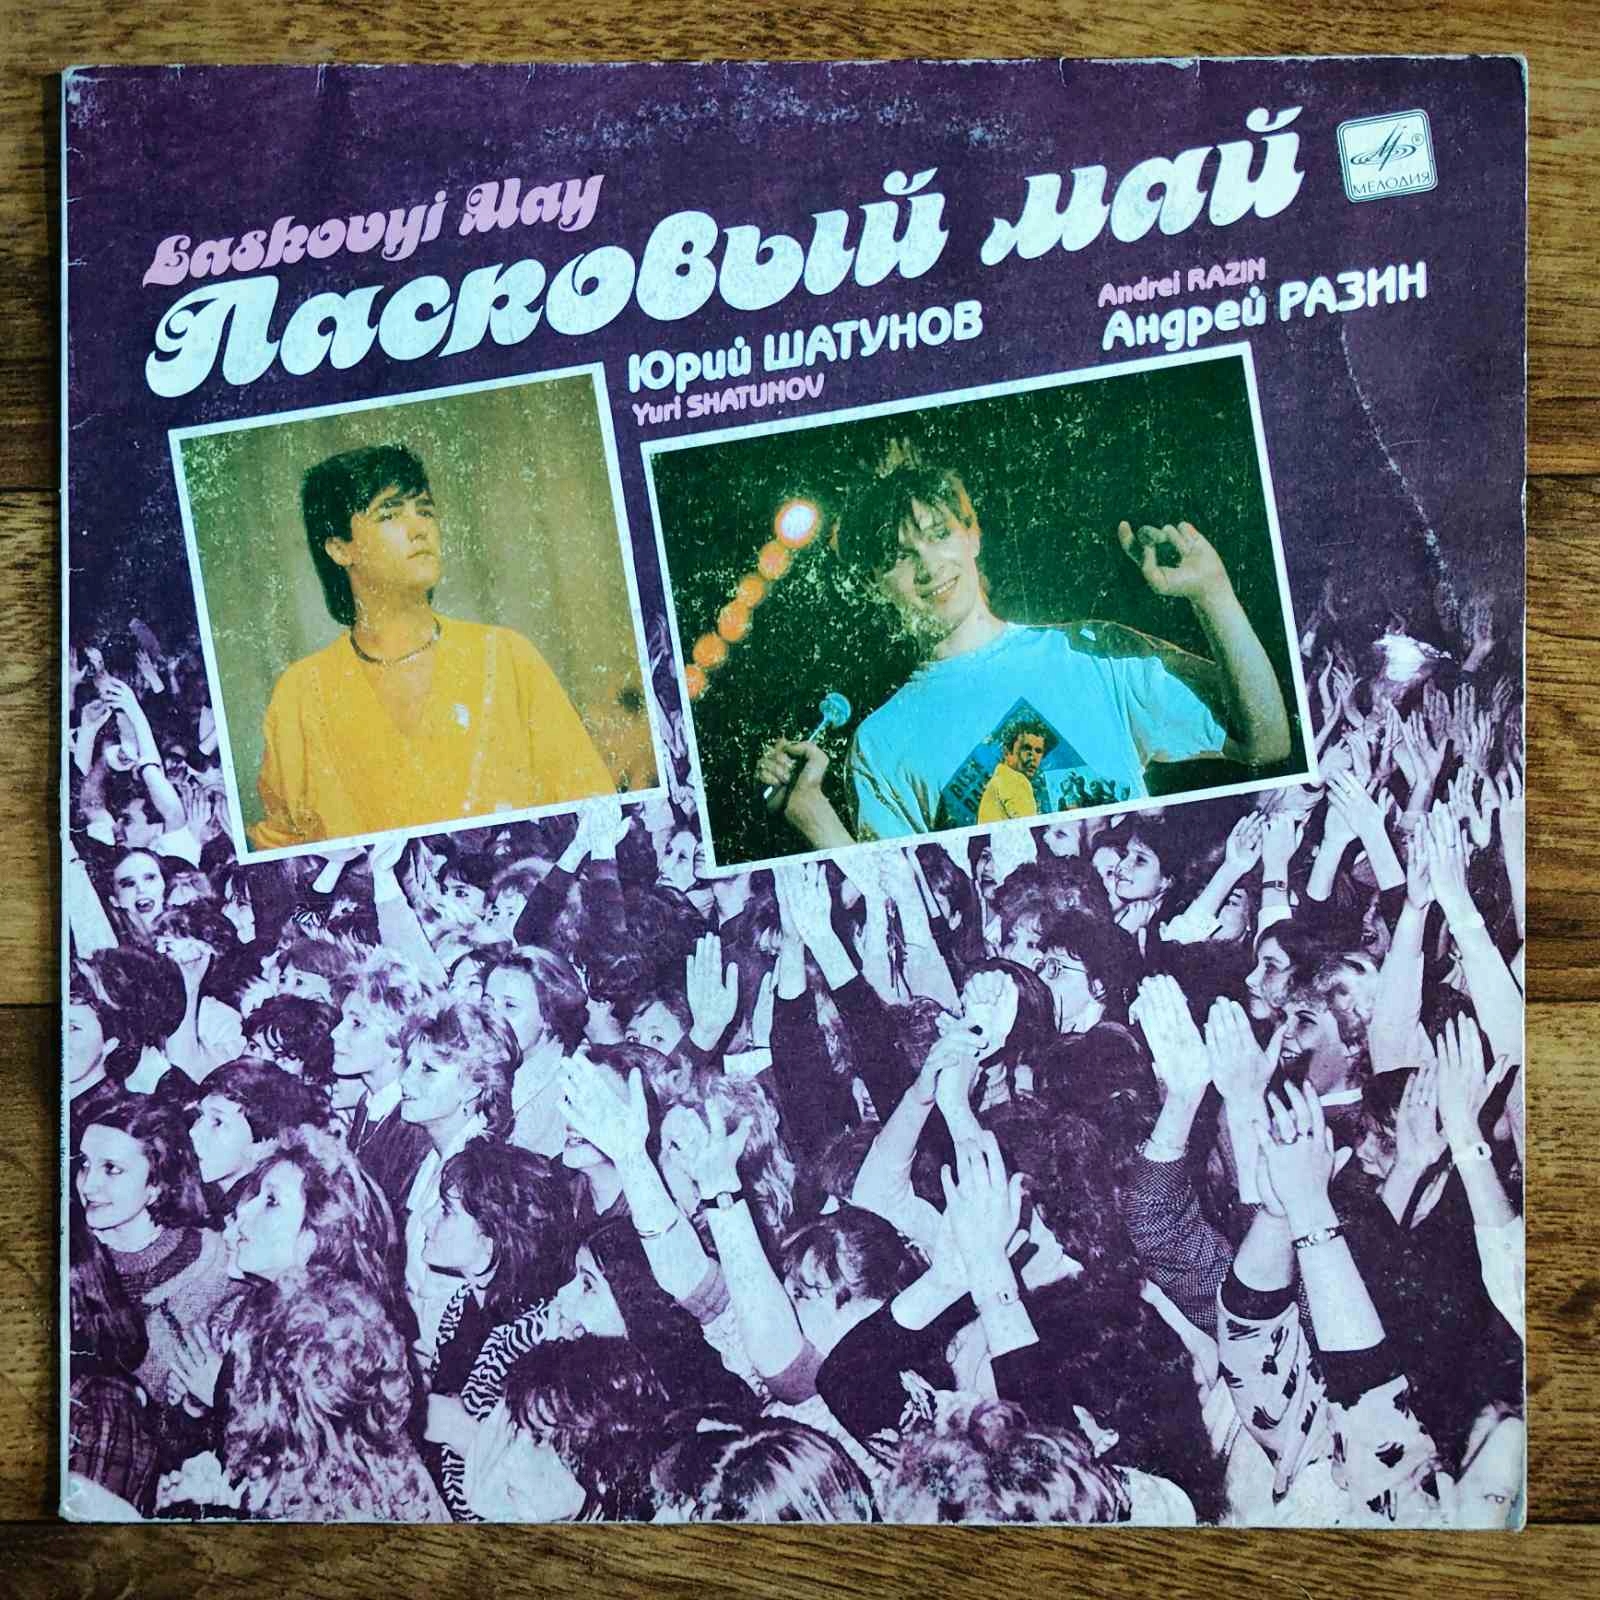 Laskovyi May
Ласковый май
МЕЛОДИЯ
Юрий ШАТУНОВ
Yuri SHATUNOV
Andrei RAZIN
Андрей РАЗИН